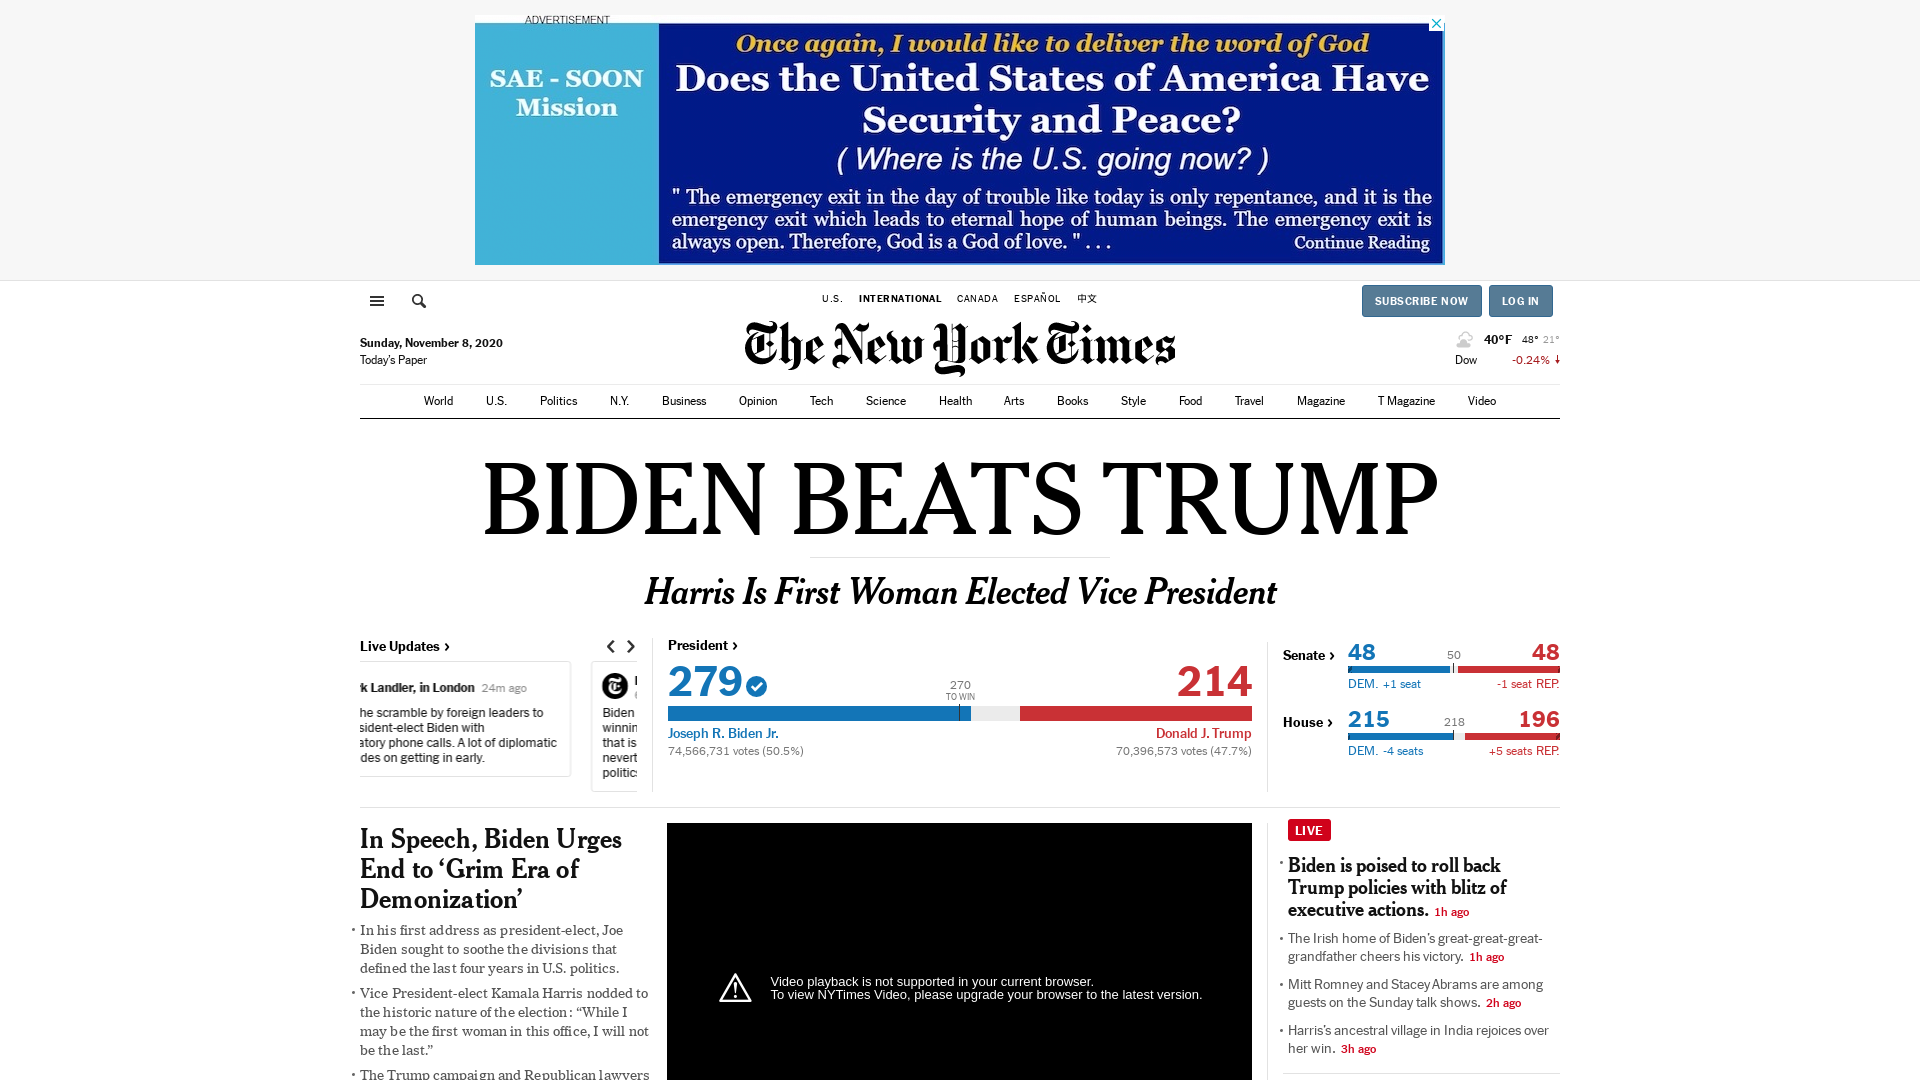 ADVERTISEMENT
SAE - SOON
Mission
Once again, I would like to deliver the word of God
Does the United States of America Have
Security and Peace?
( Where is the U.S. going now? )
" The emergency exit in the day of trouble like today is only repentance, and it is the
emergency exit which leads to eternal hope of human beings. The emergency exit is
always open. Therefore, God is a God of love. " . . .
Continue Reading
U.S. INTERNATIONAL CANADA ESPAÑOL 中文
SUBSCRIBE NOW LOG IN
Sunday, November 8, 2020
Today’s Paper
The New York Times
40°F 48° 21°
Dow -0.24%
World U.S. Politics N.Y. Business Opinion Tech Science Health Arts Books Style Food Travel Magazine T Magazine Video
BIDEN BEATS TRUMP
Harris Is First Woman Elected Vice President
Live Updates ›
k Landler, in London 24m ago
he scramble by foreign leaders to
sident-elect Biden with
atory phone calls. A lot of diplomatic
des on getting in early.
Biden
winnin
that is
nevert
politics
President ›
279
270
TO WIN
214
Joseph R. Biden Jr.
Donald J. Trump
74,566,731 votes (50.5%)
70,396,573 votes (47.7%)
Senate › 48 50 48
DEM. +1 seat -1 seat REP.
House › 215 218 196
DEM. -4 seats +5 seats REP.
In Speech, Biden Urges
End to ‘Grim Era of
Demonization’
• In his first address as president-elect, Joe
Biden sought to soothe the divisions that
defined the last four years in U.S. politics.
• Vice President-elect Kamala Harris nodded to
the historic nature of the election: “While I
may be the first woman in this office, I will not
be the last.”
• The Trump campaign and Republican lawyers
Video playback is not supported in your current browser.
To view NYTimes Video, please upgrade your browser to the latest version.
LIVE
• Biden is poised to roll back
Trump policies with blitz of
executive actions. 1h ago
• The Irish home of Biden’s great-great-great-
grandfather cheers his victory. 1h ago
• Mitt Romney and Stacey Abrams are among
guests on the Sunday talk shows. 2h ago
• Harris’s ancestral village in India rejoices over
her win. 3h ago